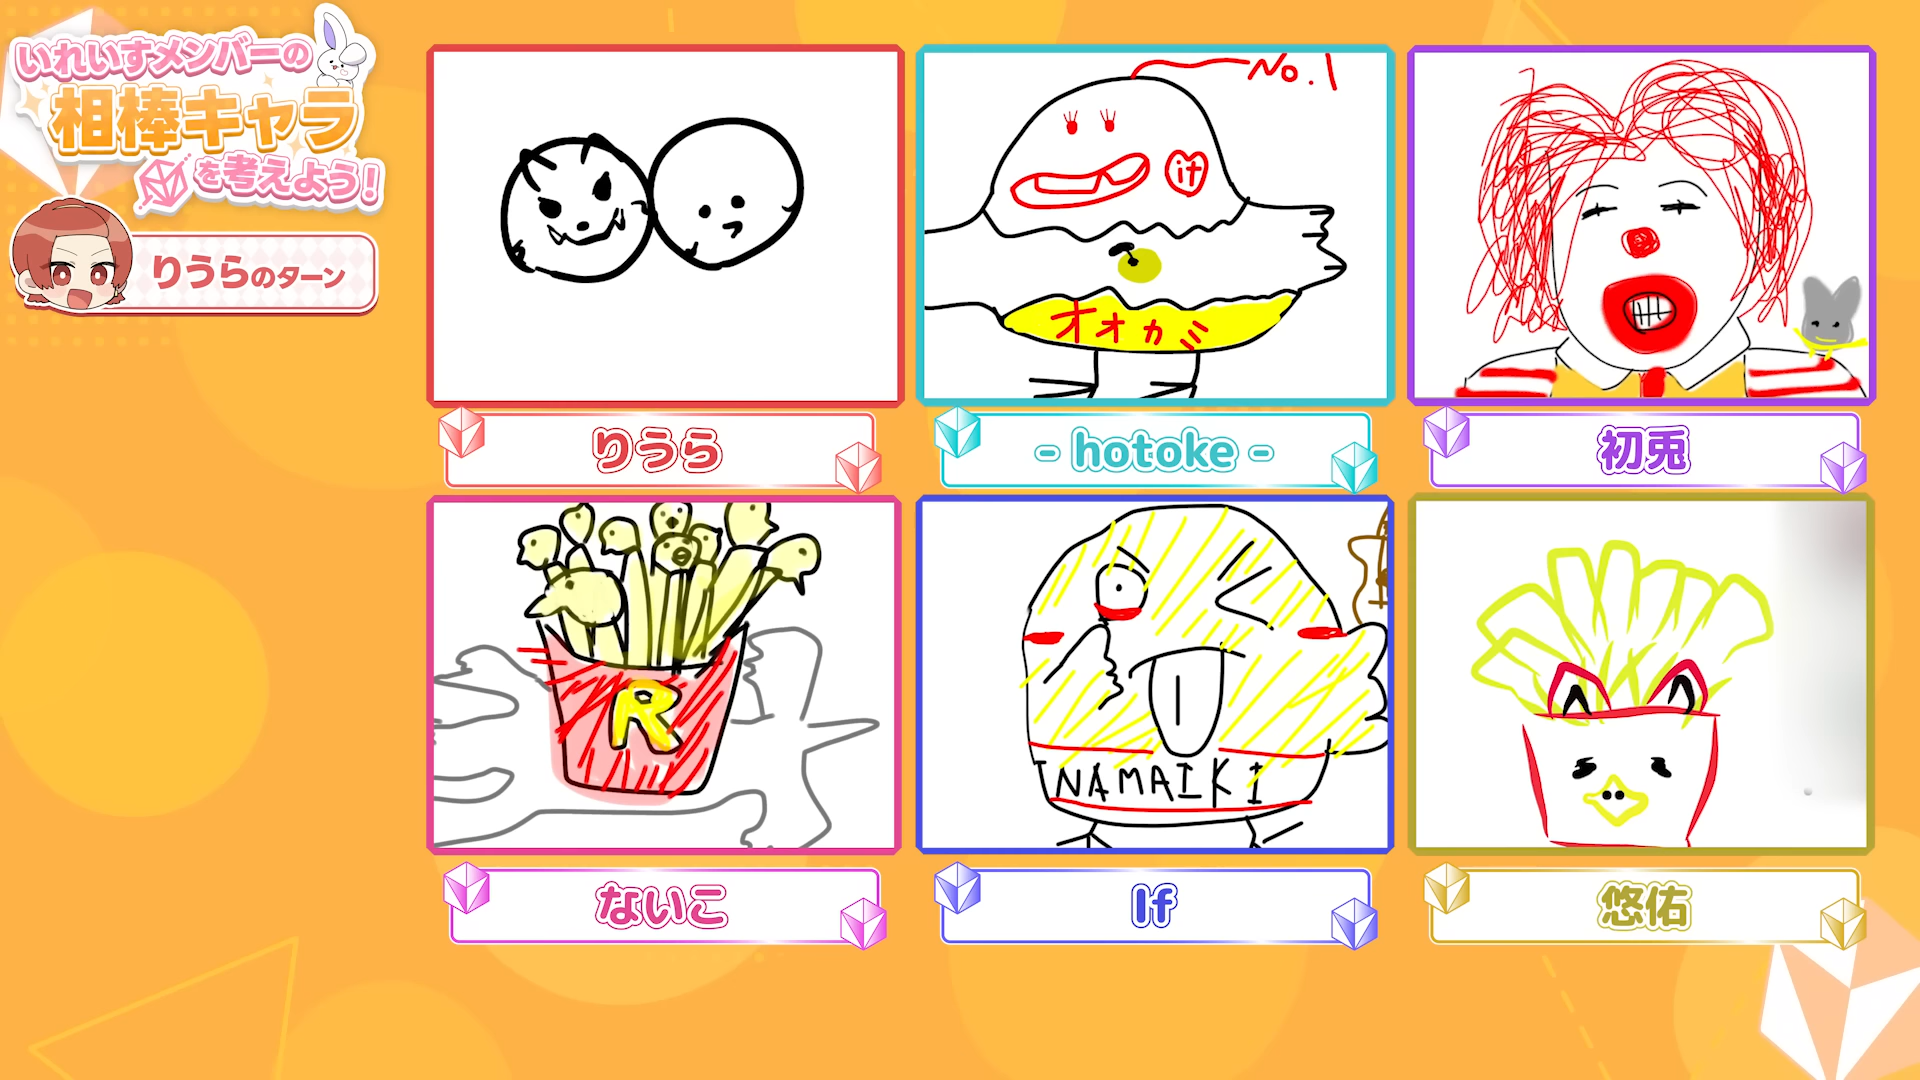 いれいすメンバーの
相棒キャラ
を考えよう!
りうらのターン
No.1
it
オオカミ
りうら
- hotoke -
初兎
R
NAMAIKI
ないこ
If
悠佑